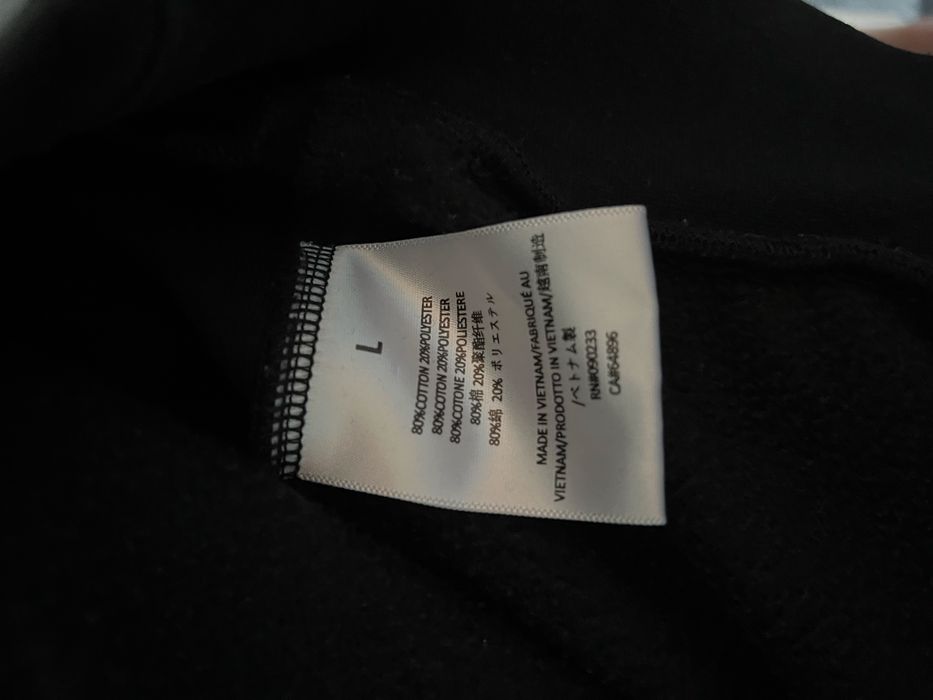 L
80%COTTON 20%POLYESTER
80%COTON 20%POLYESTER
80%COTONE 20%POLIESTERE
80%棉 20%聚酯纤维
80%綿 20% ポリエステル
MADE IN VIETNAM/FABRIQUÉ AU
VIETNAM/PRODOTTO IN VIETNAM/越南制造
/ベトナム製
RN#090233
CA#64896